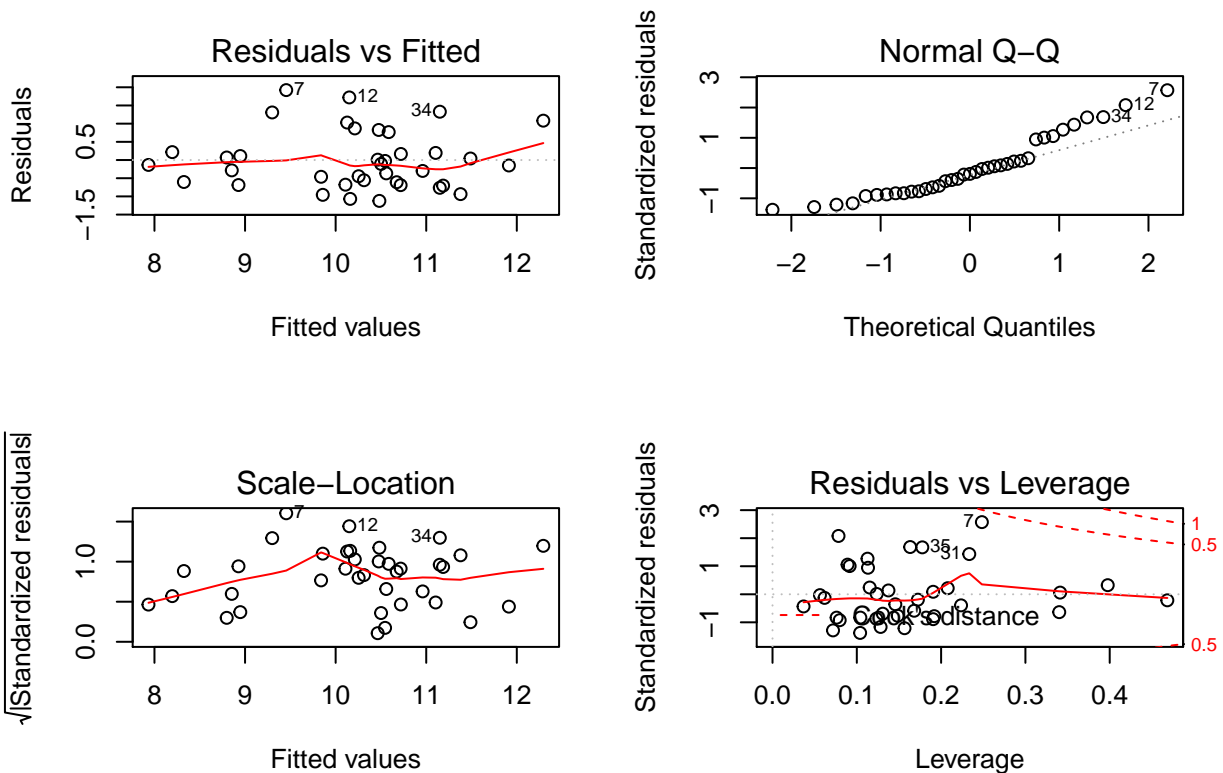 Residuals vs Fitted
Residuals
0.5
−1.5
7
12
34
8 9 10 11 12
Fitted values
Normal Q−Q
Standardized residuals
3
1
−1
7
12
34
−2 −1 0 1 2
Theoretical Quantiles
Scale−Location
√|Standardized residuals|
1.0
0.0
7
12
34
8 9 10 11 12
Fitted values
Residuals vs Leverage
Standardized residuals
3
1
−1
7
35
31
1
0.5
0.5
distance
0.0 0.1 0.2 0.3 0.4
Leverage